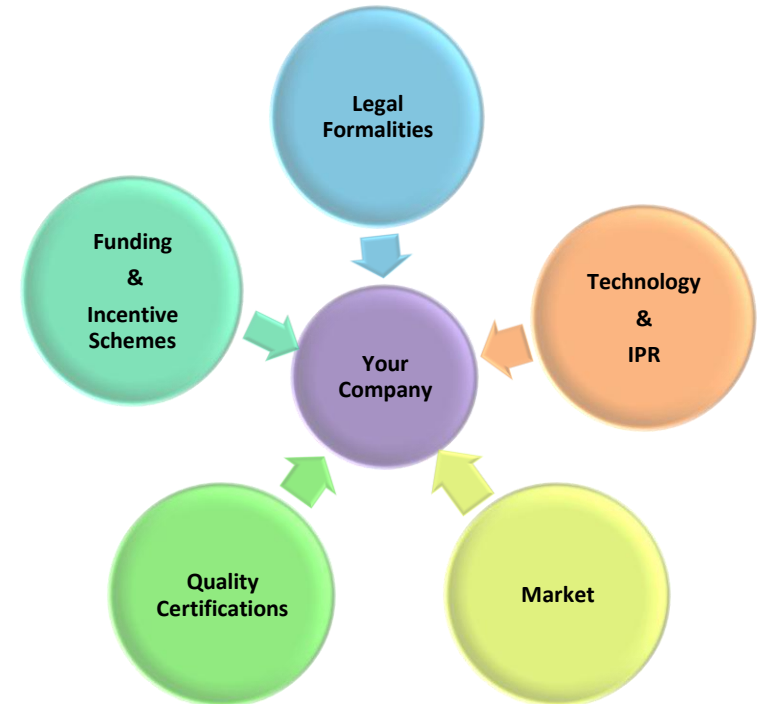 Legal
Formalities
Funding
&
Incentive
Schemes
Technology
&
IPR
Your
Company
Quality
Certifications
Market